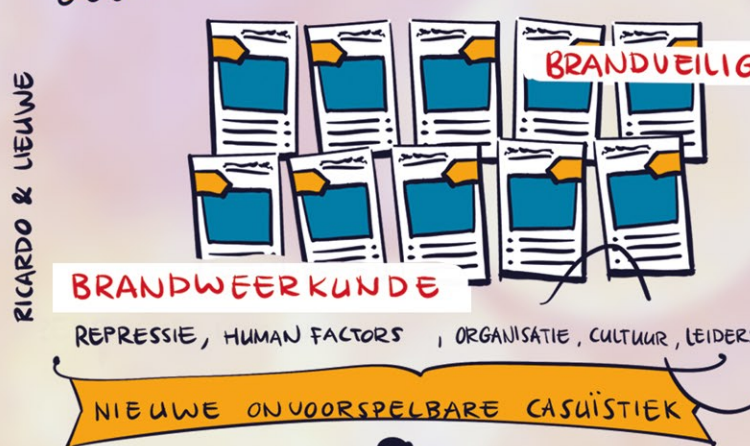 BRANDVEILIG
RICARDO & LIEUWE
BRANDWEERKUNDE
REPRESSIE, HUMAN FACTORS , ORGANISATIE, CULTUUR, LEIDER
NIEUWE ONVOORSPELBARE CASUÏSTIEK